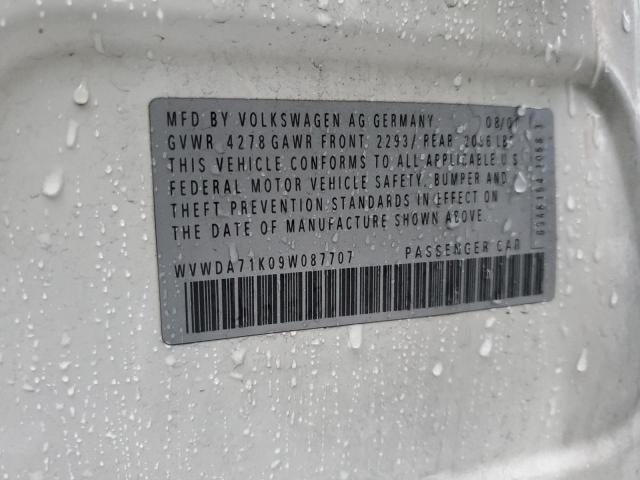 MFD BY VOLKSWAGEN AG GERMANY
GVWR 4278 GAWR FRONT 2293/ REAR
THIS VEHICLE CONFORMS TO ALL APPLICABLE U.S
FEDERAL MOTOR VEHICLE SAFETY, BUMPER AND
THEFT PREVENTION STANDARDS IN EFFECT ON
THE DATE OF MANUFACTURE SHOWN ABOVE.
WVWDA71K09W087707 PASSENGER CAR